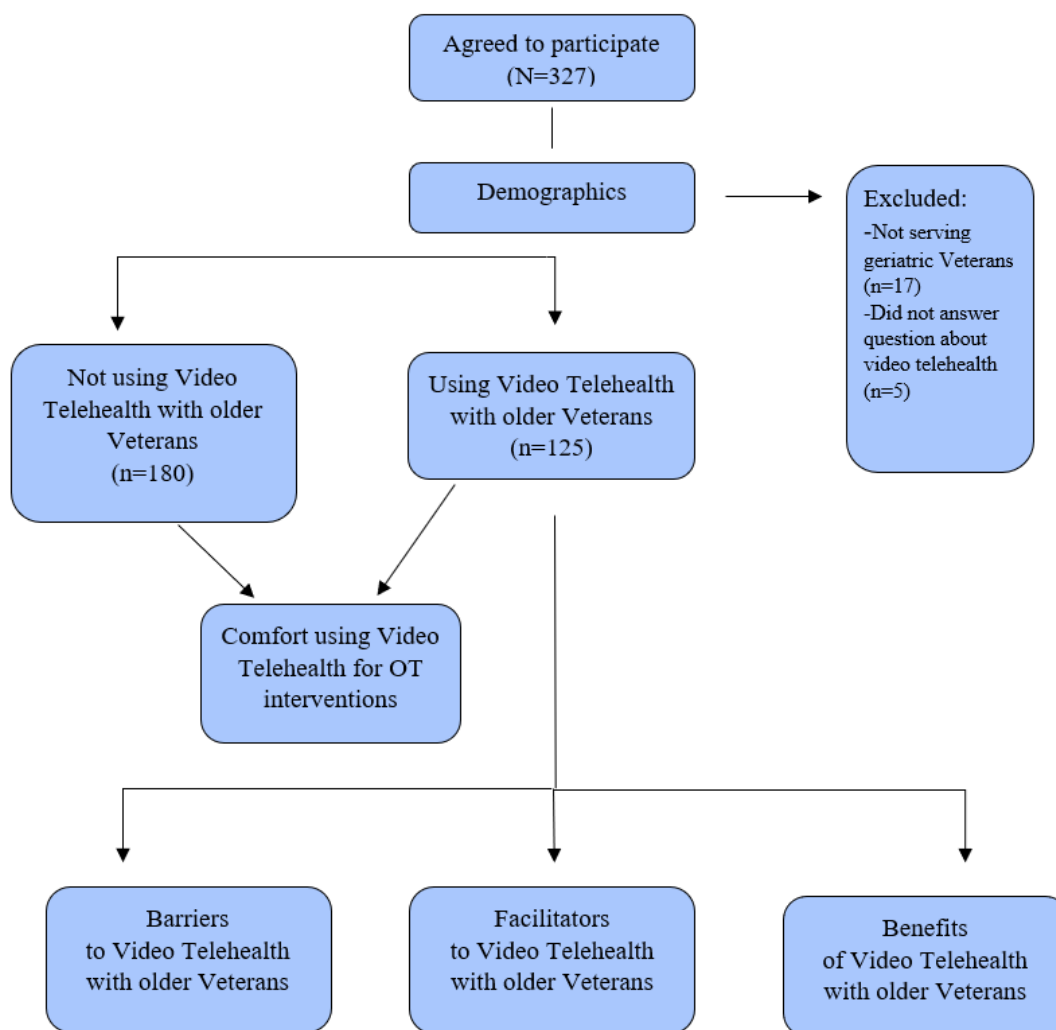 Agreed to participate
(N=327)
Demographics
Excluded:
-Not serving
geriatric Veterans
(n=17)
-Did not answer
question about
video telehealth
(n=5)
Not using Video
Telehealth with older
Veterans
(n=180)
Using Video Telehealth
with older Veterans
(n=125)
Comfort using Video
Telehealth for OT
interventions
Barriers
to Video Telehealth
with older Veterans
Facilitators
to Video Telehealth
with older Veterans
Benefits
of Video Telehealth
with older Veterans